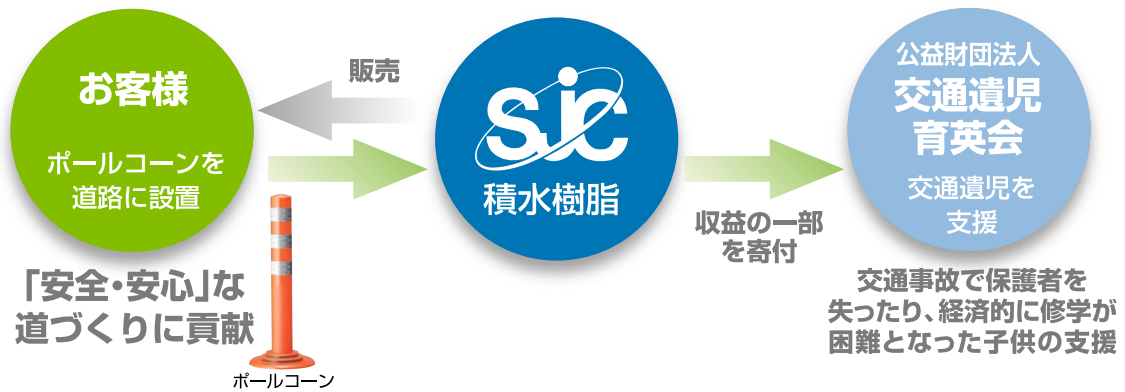 お客様
ポールコーンを
道路に設置
「安全・安心」な
道づくりに貢献
ポールコーン
販売
SJC
積水樹脂
収益の一部
を寄付
公益財団法人
交通遺児
育英会
交通遺児を
支援
交通事故で保護者を
失ったり、経済的に修学が
困難となった子供の支援